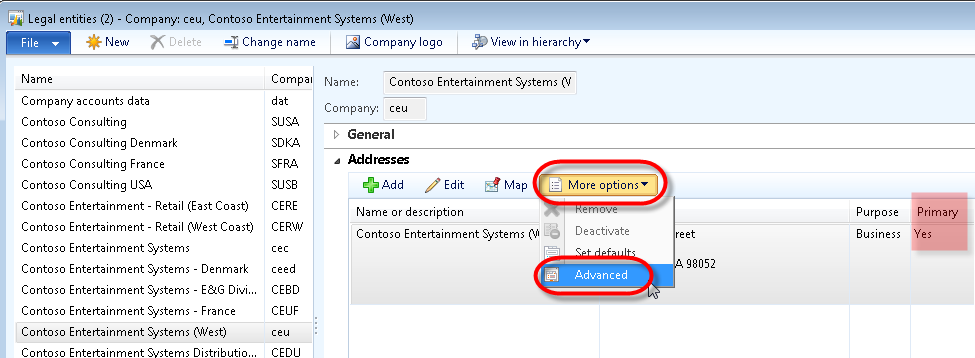 Legal entities (2) - Company: ceu, Contoso Entertainment Systems (West)
File New Delete Change name Company logo View in hierarchy
Name Compan
Company accounts data dat
Contoso Consulting SUSA
Contoso Consulting Denmark SDKA
Contoso Consulting France SFRA
Contoso Consulting USA SUSB
Contoso Entertainment - Retail (East Coast) CERE
Contoso Entertainment - Retail (West Coast) CERW
Contoso Entertainment Systems cec
Contoso Entertainment Systems - Denmark ceed
Contoso Entertainment Systems - E&G Divi... CEBD
Contoso Entertainment Systems - France CEUF
Contoso Entertainment Systems (West) ceu
Contoso Entertainment Systems Distributio... CEDU
Name: Contoso Entertainment Systems (W
Company: ceu
General
Addresses
Add Edit Map More options
Name or description Purpose Primary
Contoso Entertainment Systems (W reet Business Yes
A 98052
Remove
Deactivate
Set defaults
Advanced